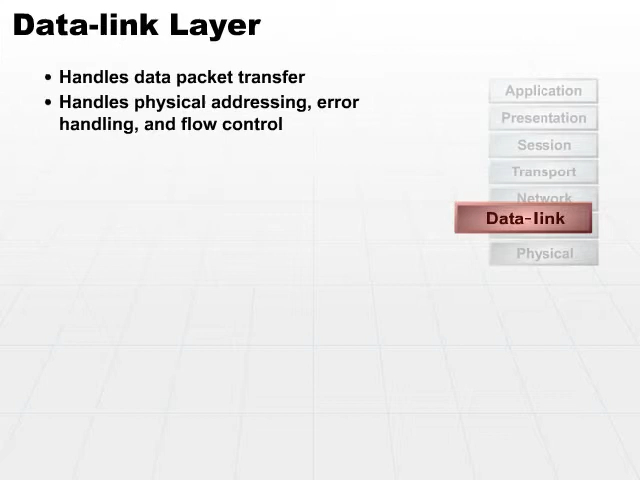 Data-link Layer
• Handles data packet transfer
• Handles physical addressing, error
handling, and flow control
Application
Presentation
Session
Transport
Network
Data-link
Physical